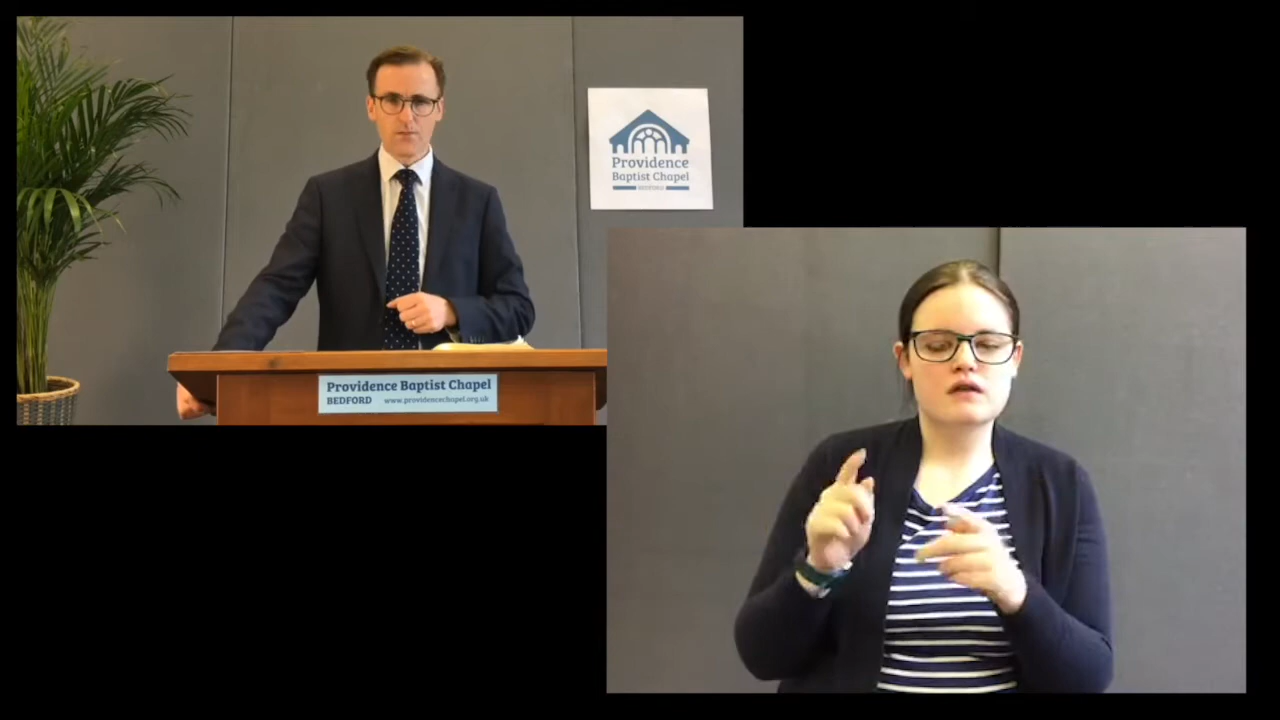 Providence
Baptist Chapel
BEDFORD
Providence Baptist Chapel
BEDFORD www.providencechapel.org.uk